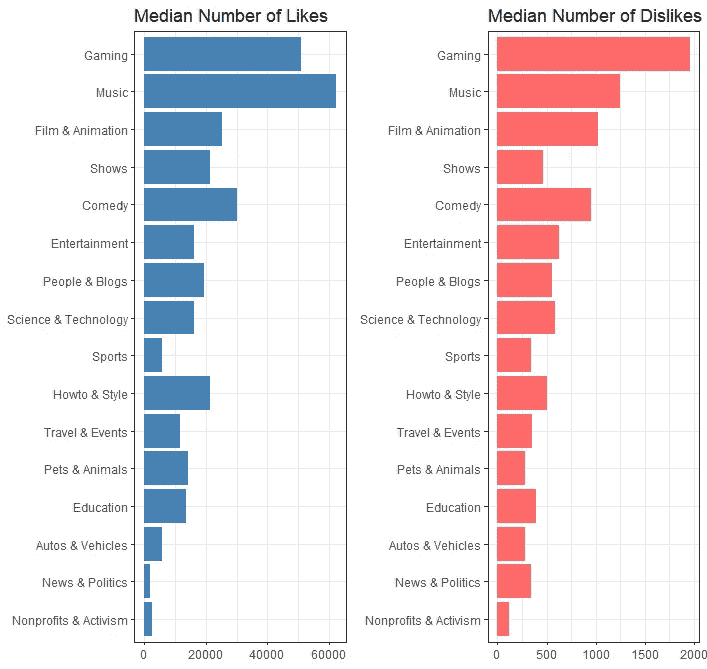 Median Number of Likes
Gaming
Music
Film & Animation
Shows
Comedy
Entertainment
People & Blogs
Science & Technology
Sports
Howto & Style
Travel & Events
Pets & Animals
Education
Autos & Vehicles
News & Politics
Nonprofits & Activism
0 20000 40000 60000
Median Number of Dislikes
Gaming
Music
Film & Animation
Shows
Comedy
Entertainment
People & Blogs
Science & Technology
Sports
Howto & Style
Travel & Events
Pets & Animals
Education
Autos & Vehicles
News & Politics
Nonprofits & Activism
0 500 1000 1500 2000